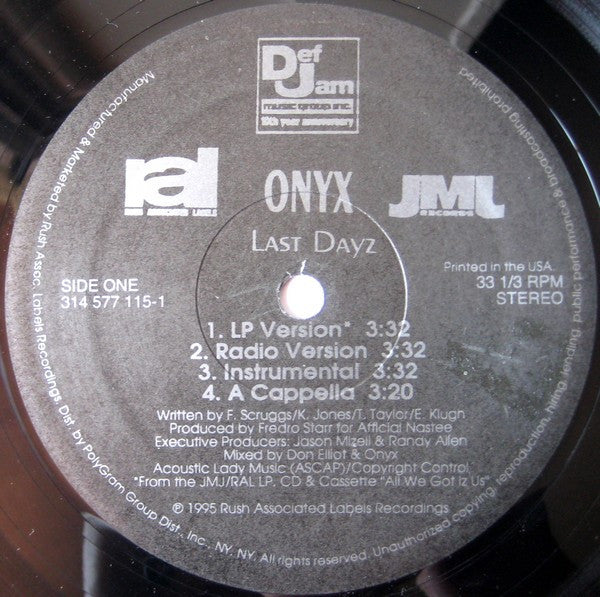 Def
Jam
music group inc.
10th year anniversary
ral
RUSH ASSOCIATED LABELS
ONYX
JMJ
RECORDS
LAST DAYZ
SIDE ONE
314 577 115-1
Printed in the USA.
33 1/3 RPM
STEREO
1. LP Version* 3:32
2. Radio Version 3:32
3. Instrumental 3:32
4. A Cappella 3:20
Written by F. Scruggs/K. Jones/T. Taylor/E. Klugh
Produced by Fredro Starr for Afficial Nastee
Executive Producers: Jason Mizell & Randy Allen
Mixed by Don Elliot & Onyx
Acoustic Lady Music (ASCAP)/Copyright Control
*From the JMJ/RAL LP, CD & Cassette "All We Got Iz Us"
℗ 1995 Rush Associated Labels Recordings
Manufactured & Marketed by Rush Assoc. Labels Recordings. Dist. by PolyGram Group Dist., Inc., NY, NY. All rights reserved. Unauthorized copying, reproduction, hiring, lending, public performance & broadcasting prohibited